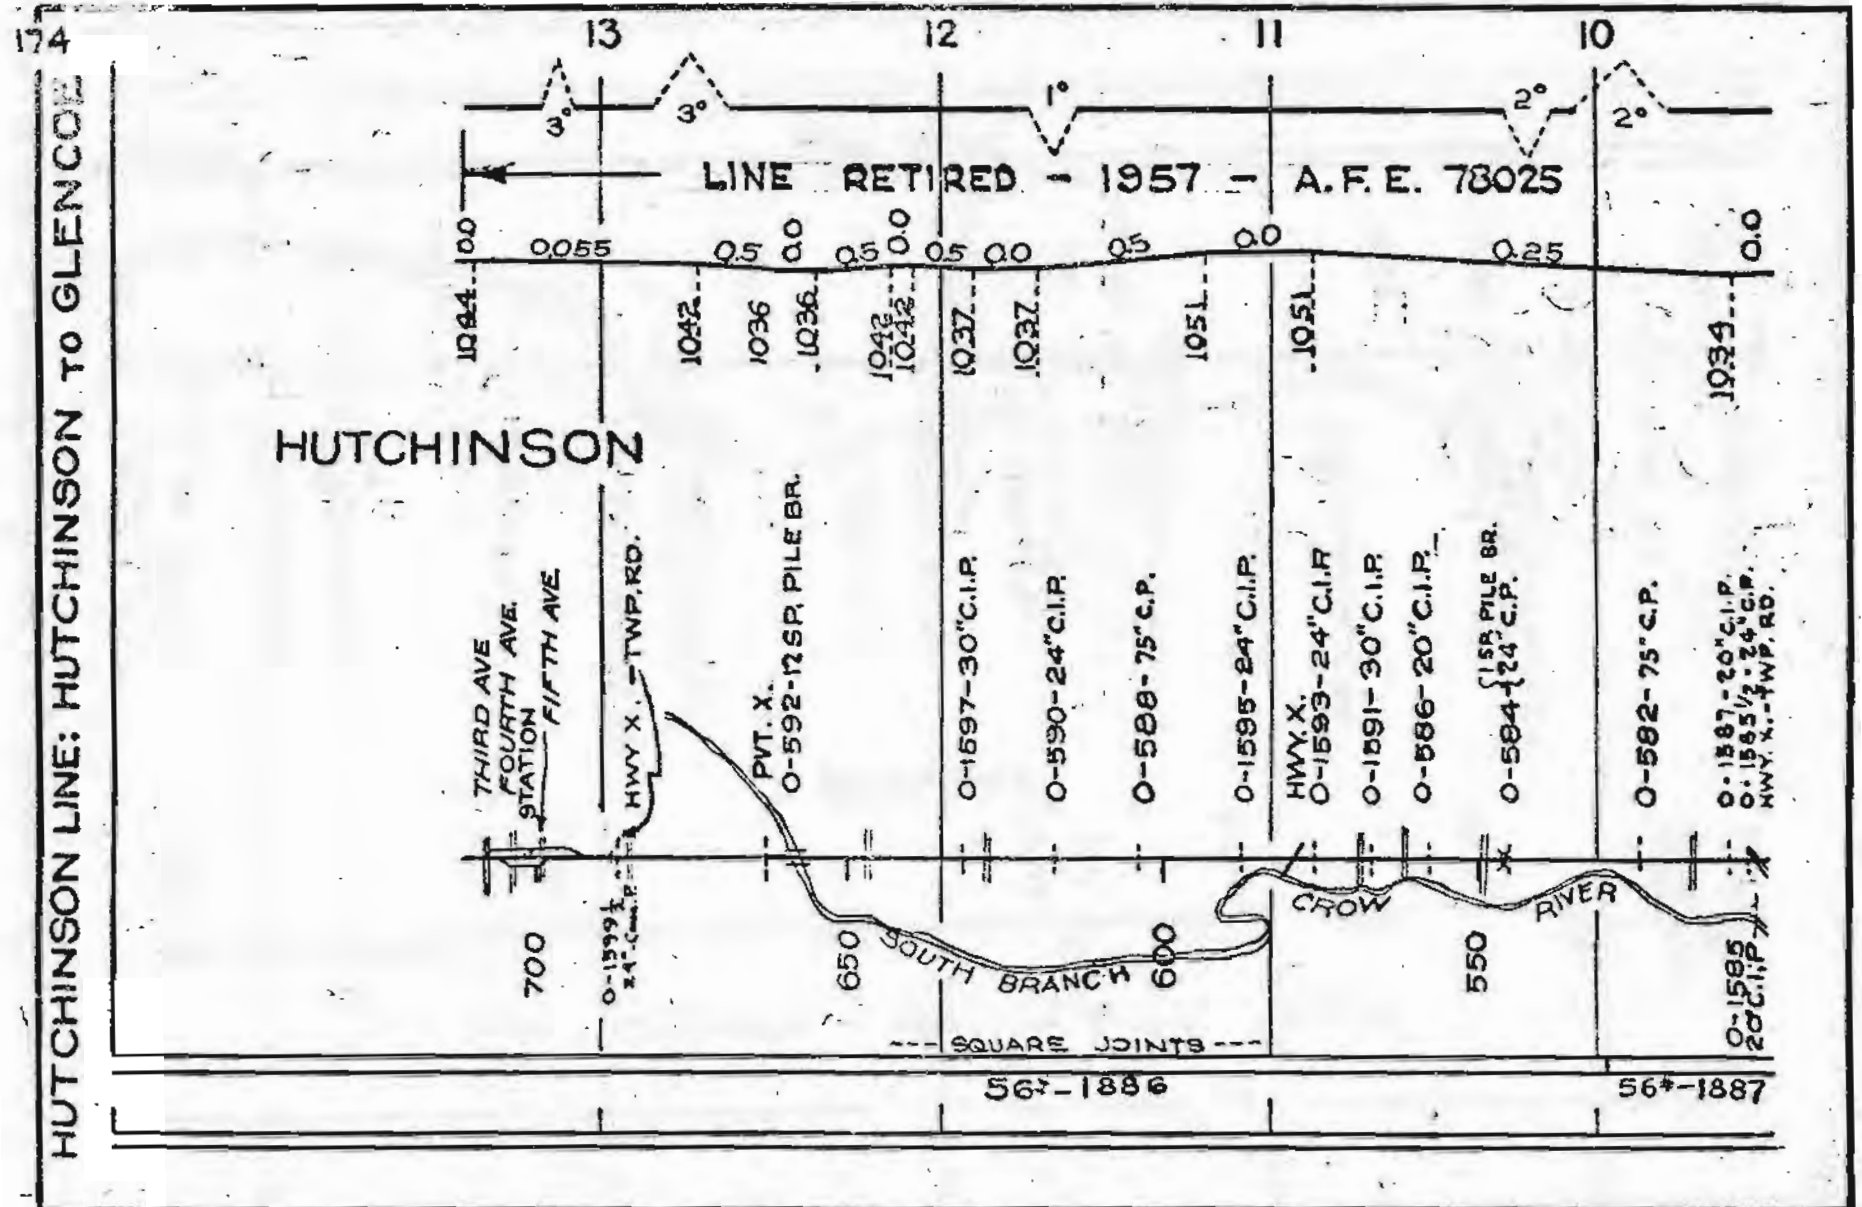 174
13
12
11
10
HUTCHINSON LINE: HUTCHINSON TO GLENCOE
3°
3°
1°
2°
2°
LINE RETIRED - 1957 - A.F.E. 78025
0.0
0.055
0.5
0.0
0.5
0.0
0.5
0.0
0.5
0.0
0.25
0.0
1044
1042
1036
1036
1042
1042
1037
1037
1051
1051
1034
HUTCHINSON
THIRD AVE
FOURTH AVE.
STATION
FIFTH AVE.
HWY X. - TWP. RD.
PVT. X.
O-592-12 SP. PILE BR.
O-1597-30" C.I.P.
O-590-24" C.I.P.
O-588-75" C.P.
O-1595-24" C.I.P.
HWY. X.
O-1593-24" C.I.P.
O-1591-30" C.I.P.
O-586-20" C.I.P.
O-584-{1 SP. PILE BR.
{24" C.P.
O-582-75" C.P.
O-1587-20" C.I.P.
O-1585½-24" C.P.
HWY. X.-TWP. RD.
O-1599½
24"
700
650
600
550
SOUTH BRANCH CROW RIVER
O-1585
20" C.I.P.
--- SQUARE JOINTS ---
56#-1886
56#-1887